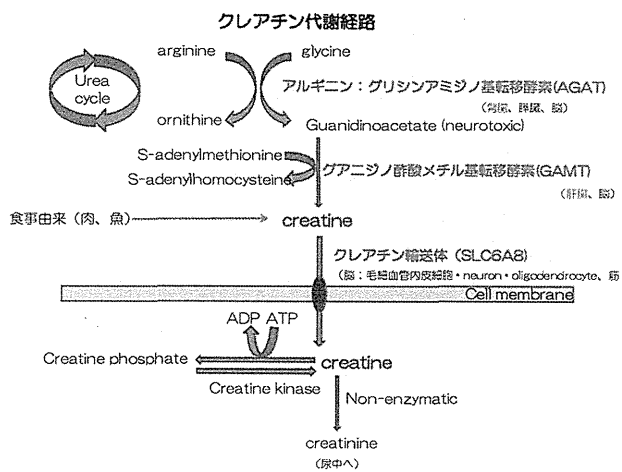 クレアチン代謝経路
arginine
glycine
Urea
cycle
アルギニン：グリシンアミジノ基転移酵素(AGAT)
(腎臓、膵臓、脳)
ornithine
Guanidinoacetate (neurotoxic)
S-adenylmethionine
S-adenylhomocysteine
グアニジノ酢酸メチル基転移酵素(GAMT)
(肝臓、脳)
食事由来（肉、魚）
creatine
クレアチン輸送体（SLC6A8）
(脳：毛細血管内皮細胞・neuron・oligodendrocyte、筋
Cell membrane
ADP ATP
Creatine phosphate
creatine
Creatine kinase
Non-enzymatic
creatinine
(尿中へ)